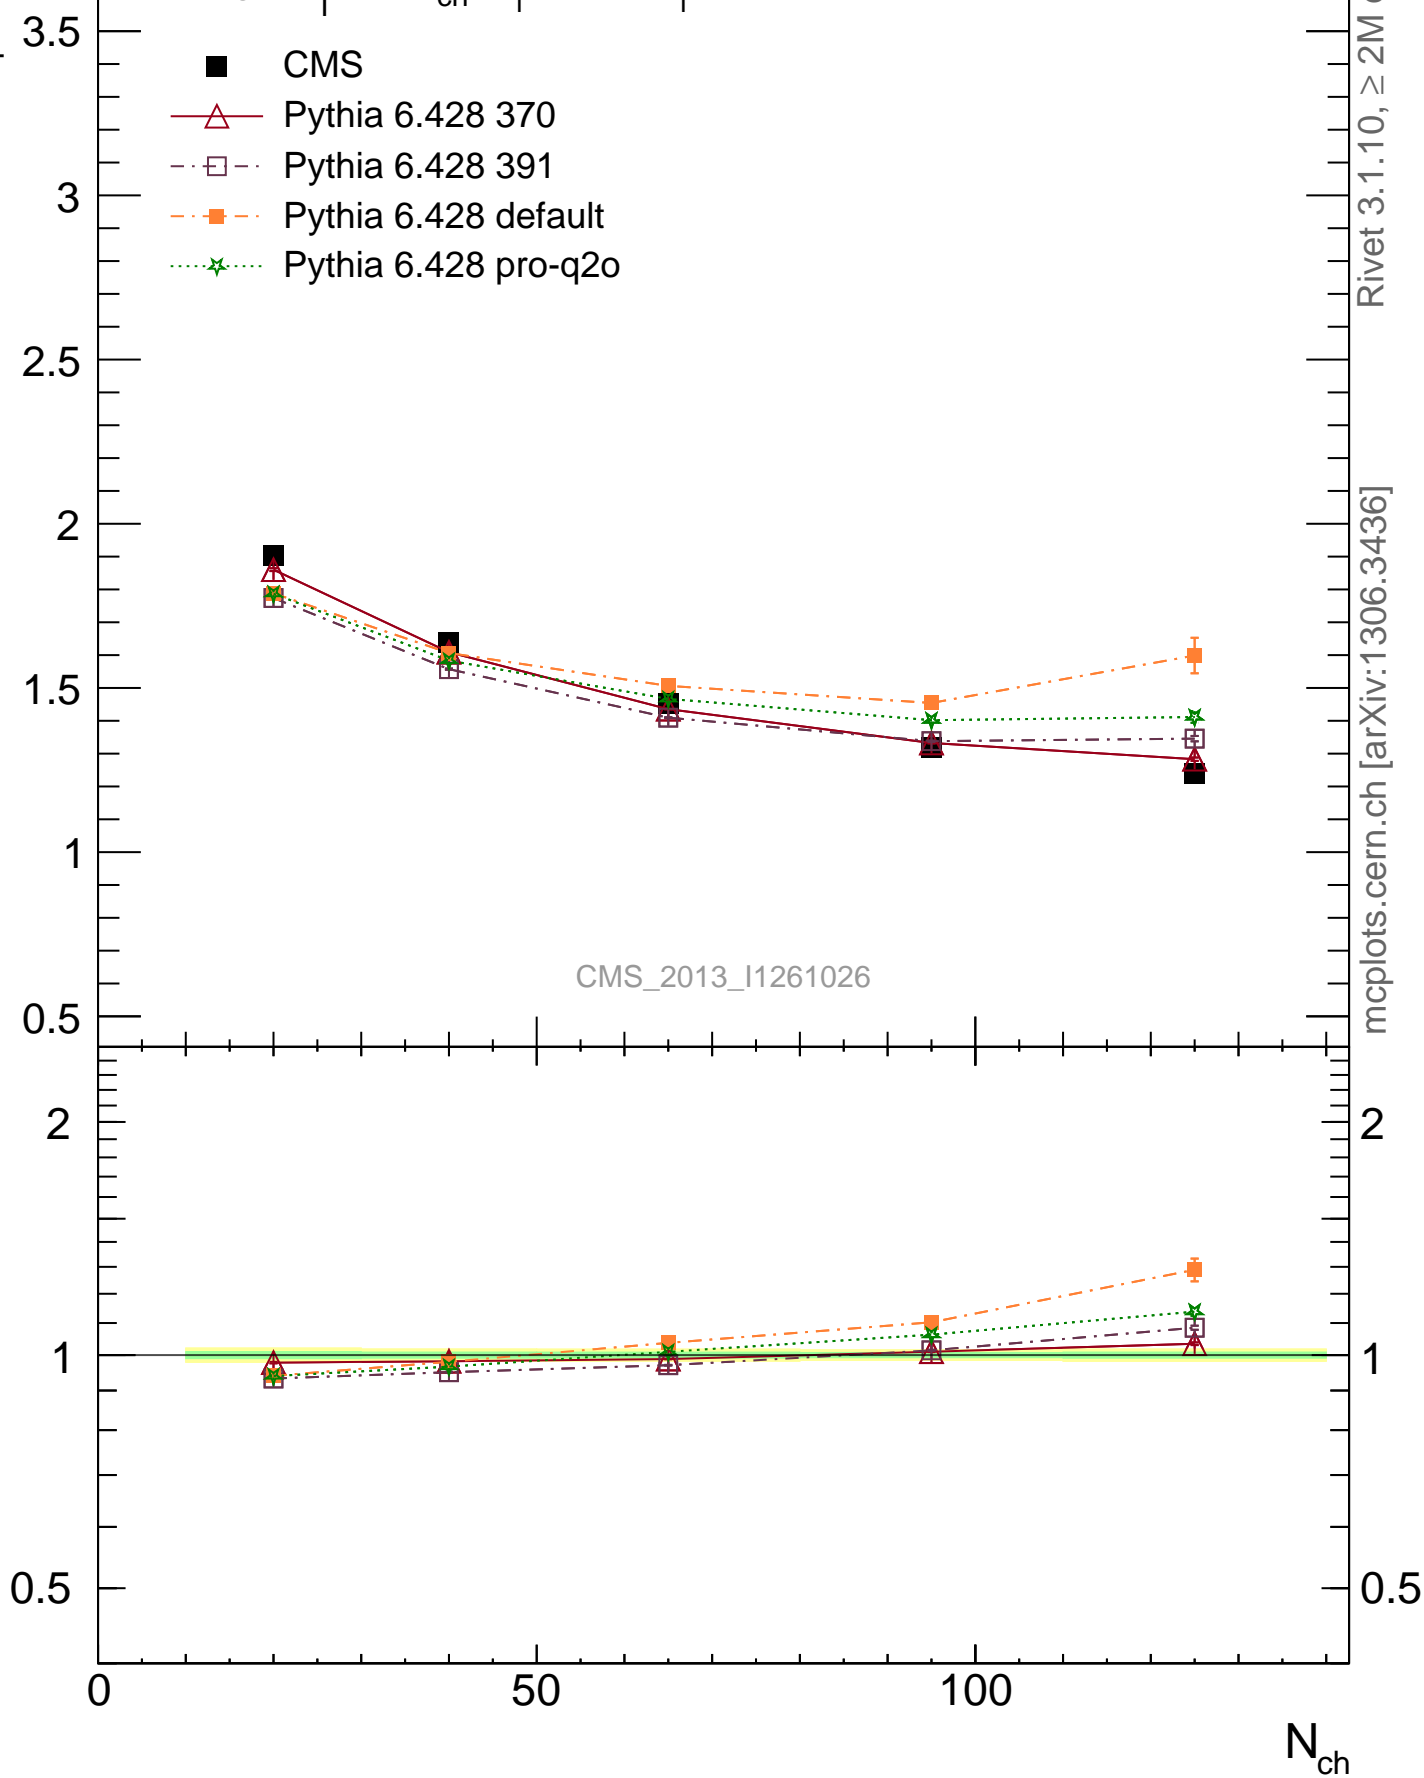 ch
3.5
CMS
Pythia 6.428 370
Pythia 6.428 391
Pythia 6.428 default
Pythia 6.428 pro-q2o
3
2.5
2
1.5
1
0.5
CMS_2013_I1261026
Rivet 3.1.10, ≥ 2M
mcplots.cern.ch [arXiv:1306.3436]
2
2
1
1
0.5
0.5
0
50
100
N_ch